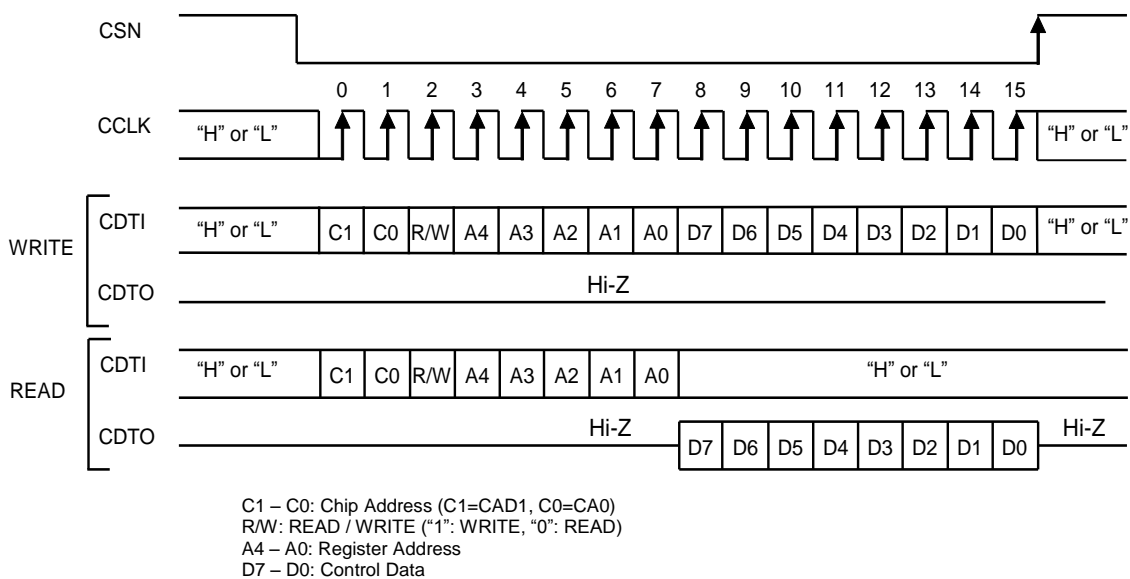 CSN
0 1 2 3 4 5 6 7 8 9 10 11 12 13 14 15
CCLK “H” or “L” “H” or “L”
WRITE
CDTI “H” or “L” C1 C0 R/W A4 A3 A2 A1 A0 D7 D6 D5 D4 D3 D2 D1 D0 “H” or “L”
CDTO Hi-Z
READ
CDTI “H” or “L” C1 C0 R/W A4 A3 A2 A1 A0 “H” or “L”
CDTO Hi-Z D7 D6 D5 D4 D3 D2 D1 D0 Hi-Z
C1 – C0: Chip Address (C1=CAD1, C0=CA0)
R/W: READ / WRITE (“1”: WRITE, “0”: READ)
A4 – A0: Register Address
D7 – D0: Control Data